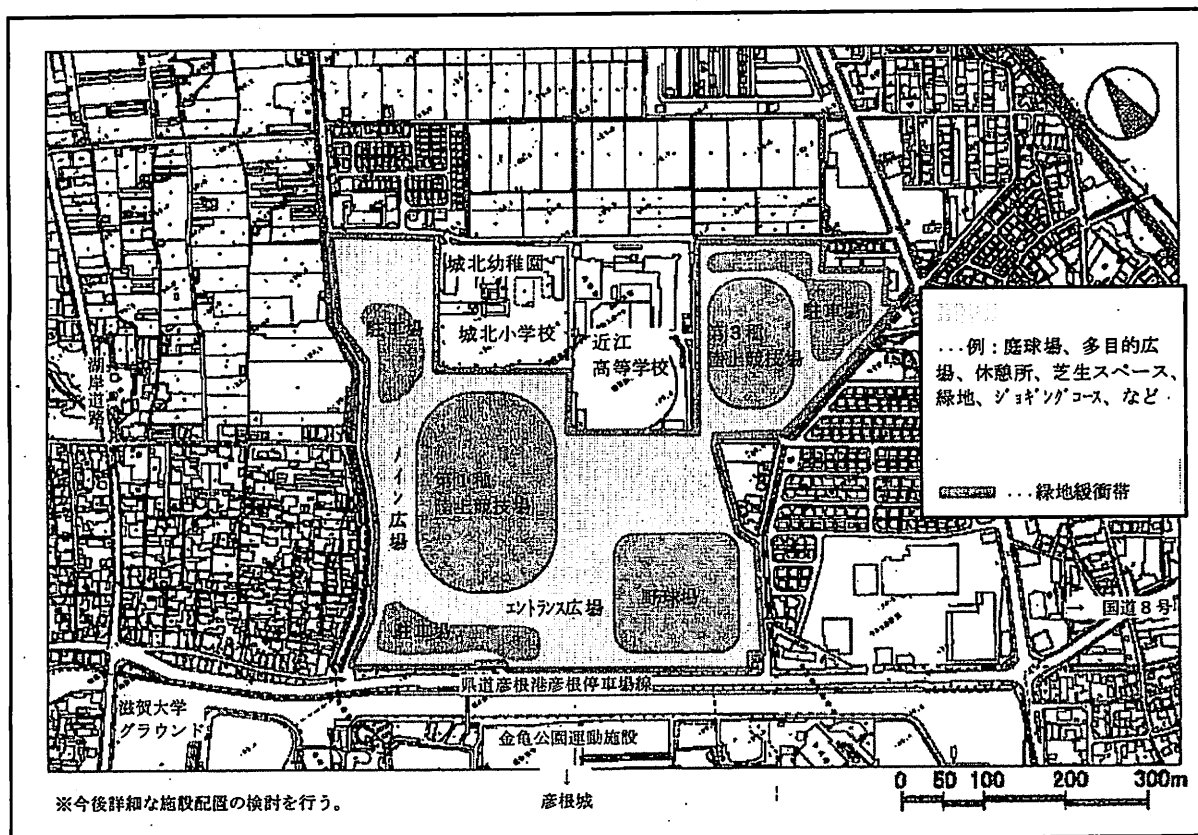 城北幼稚園
城北小学校
近江
高等学校
駐車場
駐車場
第3種
陸上競技場
湖岸道路
メイン広場
第1種
陸上競技場
...例：庭球場、多目的広
場、休憩所、芝生スペース、
緑地、ジョギングコース、など
...緑地緩衝帯
エントランス広場
野球場
駐車場
→
国道8号
県道彦根港彦根停車場線
滋賀大学
グラウンド
金亀公園運動施設
↓
彦根城
※今後詳細な施設配置の検討を行う。
0 50 100 200 300m